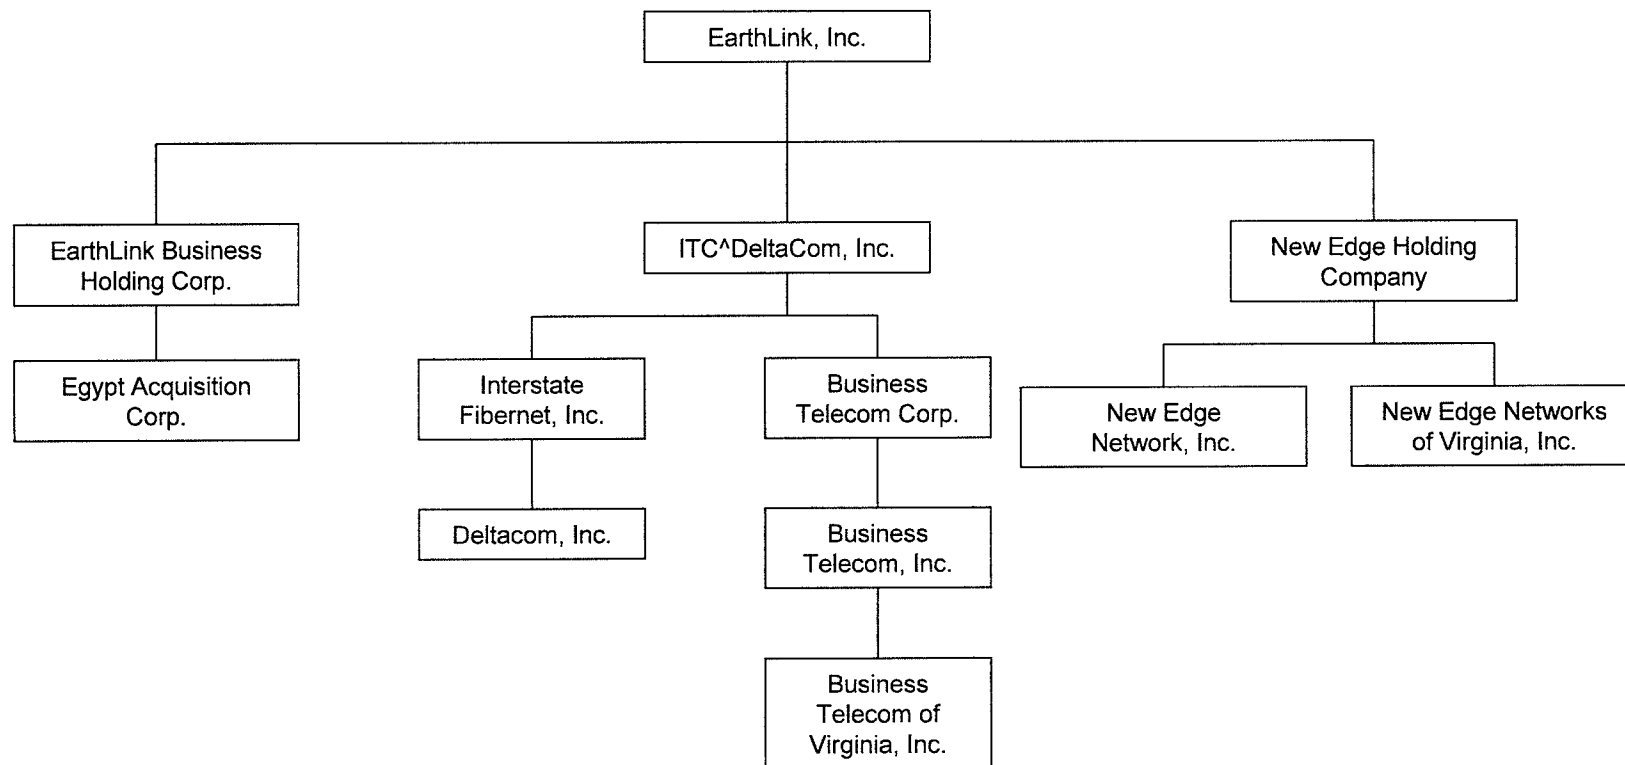 EarthLink, Inc.
EarthLink Business
Holding Corp.
ITC^DeltaCom, Inc.
New Edge Holding
Company
Egypt Acquisition
Corp.
Interstate
Fibernet, Inc.
Business
Telecom Corp.
New Edge
Network, Inc.
New Edge Networks
of Virginia, Inc.
Deltacom, Inc.
Business
Telecom, Inc.
Business
Telecom of
Virginia, Inc.